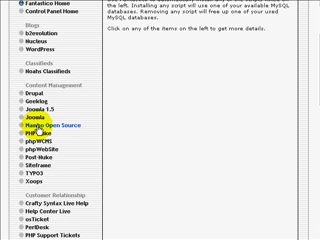 Fantastico Home
Control Panel Home
Blogs
b2evolution
Nucleus
WordPress
Classifieds
Noahs Classifieds
Content Management
Drupal
Geeklog
Joomla 1.5
Joomla
Mambo Open Source
PHP-Nuke
phpWCMS
phpWebSite
Post-Nuke
Siteframe
TYPO3
Xoops
Customer Relationship
Crafty Syntax Live Help
Help Center Live
osTicket
PerlDesk
PHP Support Tickets
the left. Installing any script will use one of your available MySQL
databases. Removing any script will free up one of your used
MySQL databases.
Click on any of the items on the left to get more details.